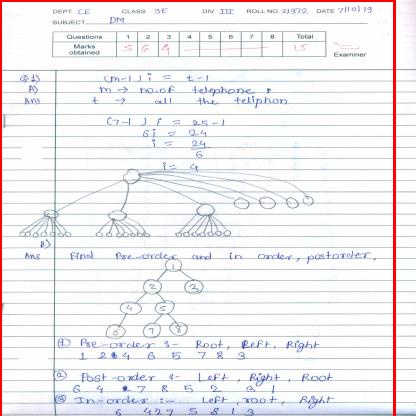 DEPT. CE CLASS SE DIV III ROLL NO. 21372 DATE 7/10/19
SUBJECT DM
Questions 1 2 3 4 5 6 7 8 Total
Marks obtained 5 6 4 15
Examiner
Q.1) (m-1) i = t-1
A) m → no.of telephone
Ans t → all the teliphon
(7-1) i = 25-1
6i = 24
i = 24
6
i = 4
B)
Ans Final Pre-order and in order, postorder.
1
2 3
4 5
6 7 8
① Pre-order :- Root, Left, Right
1 2 4 6 5 7 8 3
② Post-order :- Left, Right, Root
6 4 7 8 5 2 3 1
③ In-order :- Left, root, Right
6 4 2 7 5 8 1 3